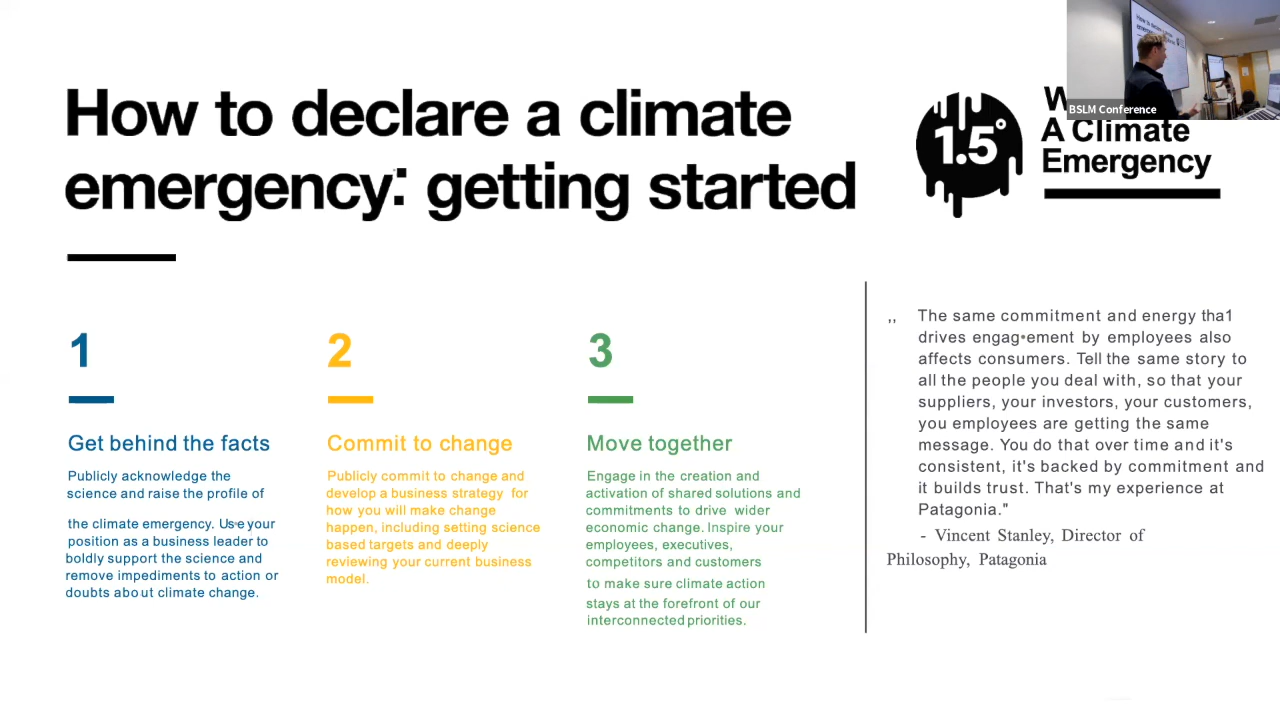 How to declare a climate
emergency: getting started
1.5°
A Climate
Emergency
BSLM Conference
1
Get behind the facts
Publicly acknowledge the
science and raise the profile of
the climate emergency. Use your
position as a business leader to
boldly support the science and
remove impediments to action or
doubts about climate change.
2
Commit to change
Publicly commit to change and
develop a business strategy for
how you will make change
happen, including setting science
based targets and deeply
reviewing your current business
model.
3
Move together
Engage in the creation and
activation of shared solutions and
commitments to drive wider
economic change. Inspire your
employees, executives,
competitors and customers
to make sure climate action
stays at the forefront of our
interconnected priorities.
,, The same commitment and energy tha1
drives engag•ement by employees also
affects consumers. Tell the same story to
all the people you deal with, so that your
suppliers, your investors, your customers,
you employees are getting the same
message. You do that over time and it's
consistent, it's backed by commitment and
it builds trust. That's my experience at
Patagonia."
- Vincent Stanley, Director of
Philosophy, Patagonia